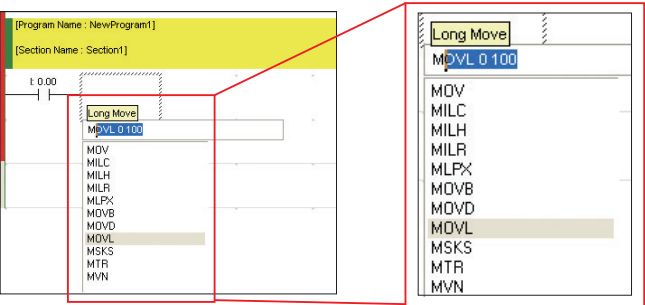 [Program Name : NewProgram1]
[Section Name : Section1]
I: 0.00
Long Move
MOVL 0 100
MOV
MILC
MILH
MILR
MLPX
MOVB
MOVD
MOVL
MSKS
MTR
MVN
Long Move
MOVL 0 100
MOV
MILC
MILH
MILR
MLPX
MOVB
MOVD
MOVL
MSKS
MTR
MVN